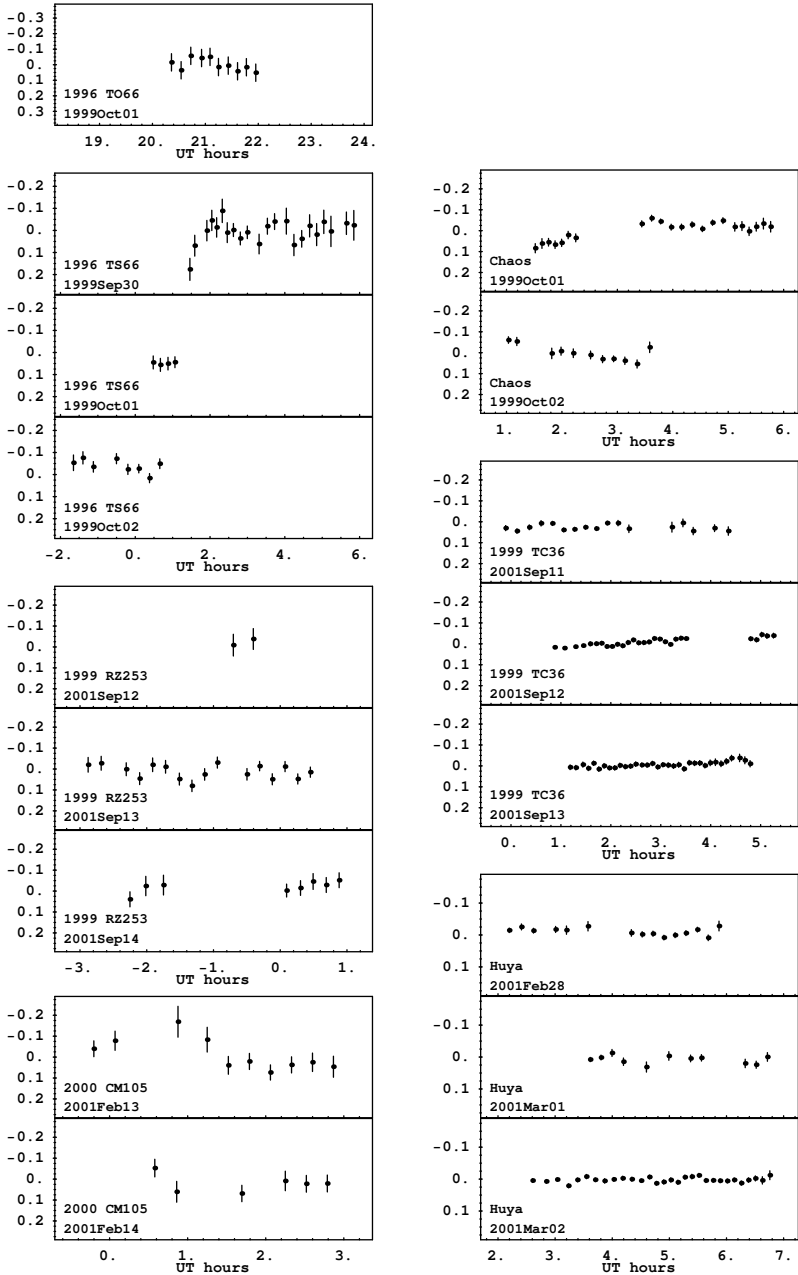 -0.3
-0.2
-0.1
0.
0.1
0.2
0.3
1996 TO66
1999Oct01
19. 20. 21. 22. 23. 24.
UT hours
-0.2
-0.1
0.
0.1
0.2
1996 TS66
1999Sep30
-0.2
-0.1
0.
0.1
0.2
1996 TS66
1999Oct01
-0.2
-0.1
0.
0.1
0.2
1996 TS66
1999Oct02
-2. 0. 2. 4. 6.
UT hours
-0.2
-0.1
0.
0.1
0.2
1999 RZ253
2001Sep12
-0.2
-0.1
0.
0.1
0.2
1999 RZ253
2001Sep13
-0.2
-0.1
0.
0.1
0.2
1999 RZ253
2001Sep14
-3. -2. -1. 0. 1.
UT hours
-0.2
-0.1
0.
0.1
0.2
2000 CM105
2001Feb13
-0.2
-0.1
0.
0.1
0.2
2000 CM105
2001Feb14
0. 1. 2. 3.
UT hours
-0.2
-0.1
0.
0.1
0.2
Chaos
1999Oct01
-0.2
-0.1
0.
0.1
0.2
Chaos
1999Oct02
1. 2. 3. 4. 5. 6.
UT hours
-0.2
-0.1
0.
0.1
0.2
1999 TC36
2001Sep11
-0.2
-0.1
0.
0.1
0.2
1999 TC36
2001Sep12
-0.2
-0.1
0.
0.1
0.2
1999 TC36
2001Sep13
0. 1. 2. 3. 4. 5.
UT hours
-0.1
0.
0.1
Huya
2001Feb28
-0.1
0.
0.1
Huya
2001Mar01
-0.1
0.
0.1
Huya
2001Mar02
2. 3. 4. 5. 6. 7.
UT hours